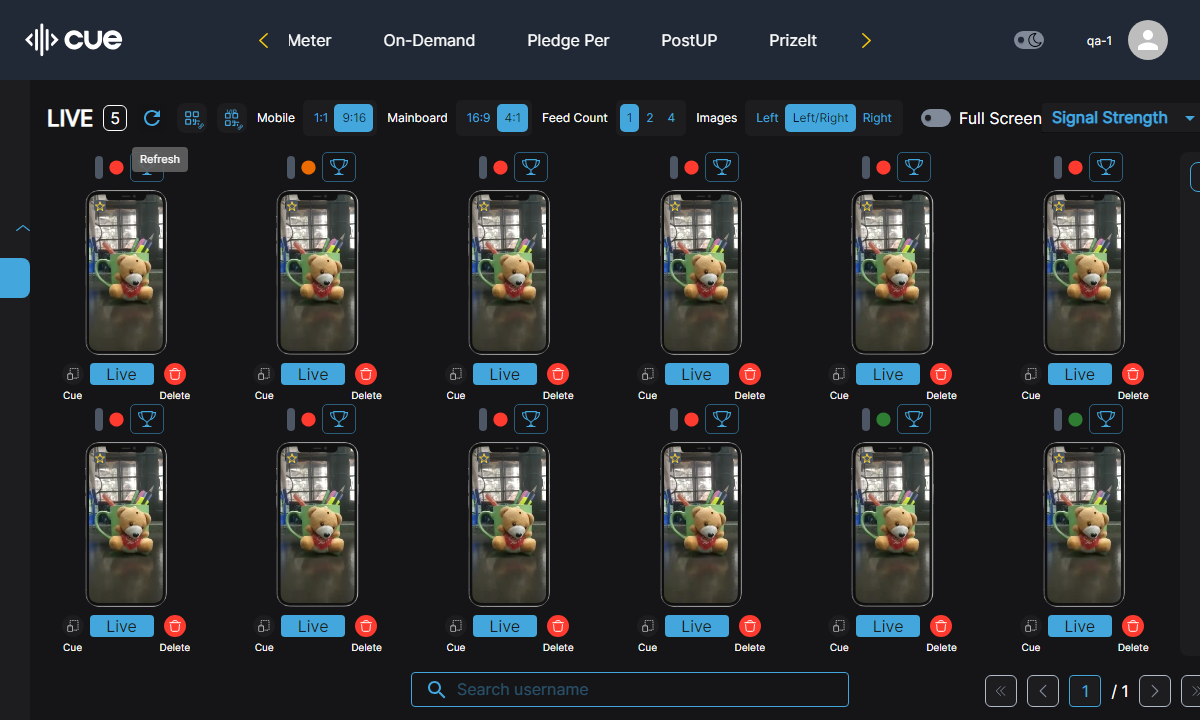 cue
Meter
On-Demand
Pledge Per
PostUP
PrizeIt
qa-1
LIVE
5
Mobile
1:1
9:16
Mainboard
16:9
4:1
Feed Count
1
2
4
Images
Left
Left/Right
Right
Full Screen
Signal Strength
Refresh
Live
Live
Live
Live
Live
Live
Cue
Delete
Cue
Delete
Cue
Delete
Cue
Delete
Cue
Delete
Cue
Delete
Live
Live
Live
Live
Live
Live
Cue
Delete
Cue
Delete
Cue
Delete
Cue
Delete
Cue
Delete
Cue
Delete
Search username
1
/ 1